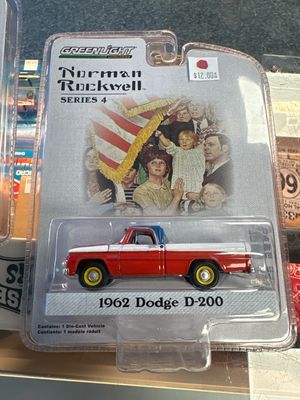 GREENLIGHT
$12.00
Norman
Rockwell
SERIES 4
1962 Dodge D-200
Contains: 1 Die-Cast Vehicle
Contient: 1 modèle réduit